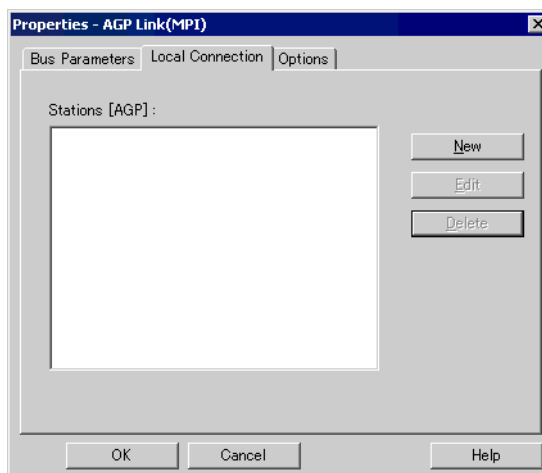 Properties - AGP Link(MPI)
Bus Parameters Local Connection Options
Stations [AGP] :
New
Edit
Delete
OK Cancel Help